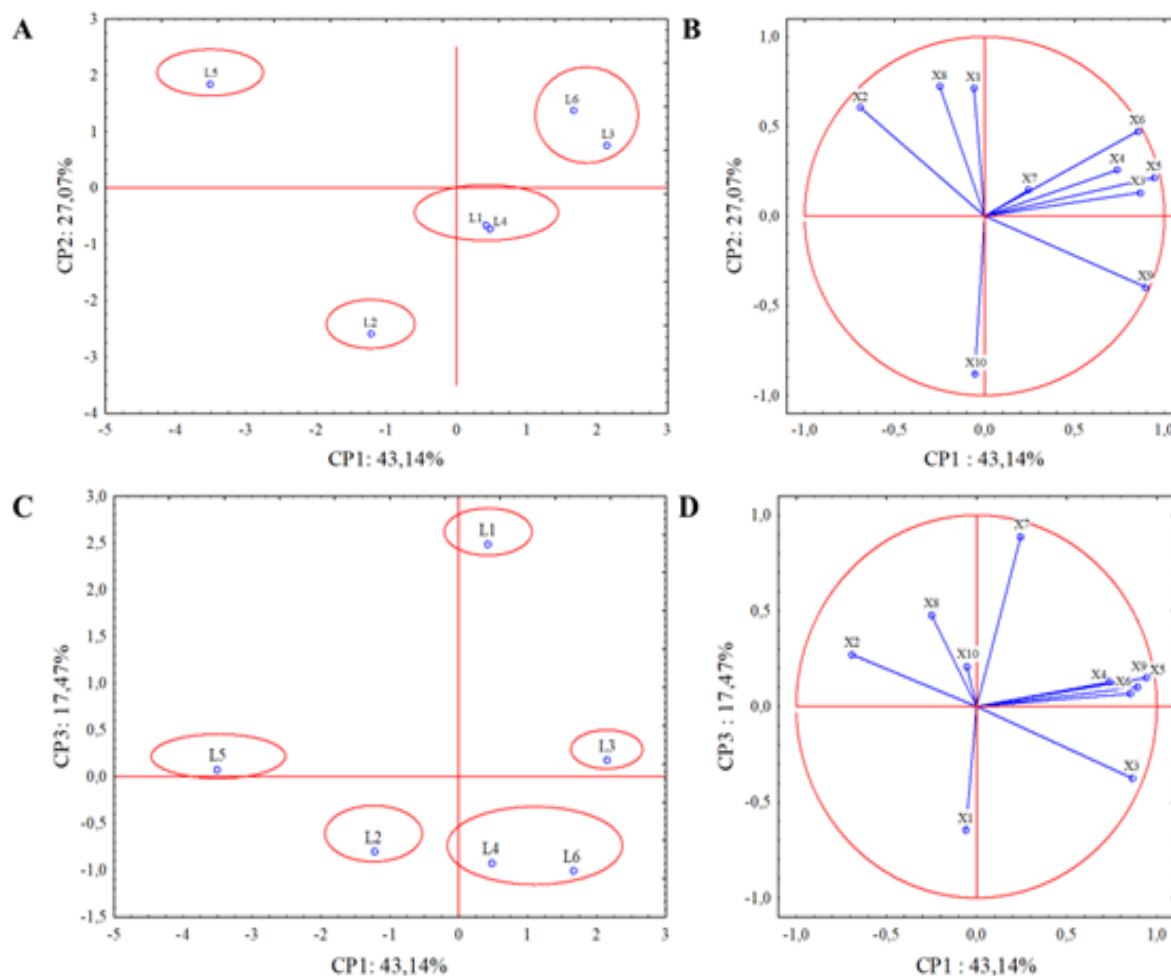 A
3
2
1
0
-1
-2
-3
-4
CP2: 27,07%
L5
L6
L3
L1
L4
L2
-5
-4
-3
-2
-1
0
1
2
3
CP1: 43,14%
B
1,0
0,5
0,0
-0,5
-1,0
CP2: 27,07%
X8
X1
X2
X6
X4
X5
X7
X3
X9
X10
-1,0
-0,5
0,0
0,5
1,0
CP1 : 43,14%
C
3,0
2,5
2,0
1,5
1,0
0,5
0,0
-0,5
-1,0
-1,5
CP3: 17,47%
L1
L3
L5
L2
L4
L6
-5
-4
-3
-2
-1
0
1
2
3
CP1: 43,14%
D
1,0
0,5
0,0
-0,5
-1,0
CP3 : 17,47%
X7
X8
X2
X10
X4
X6
X9
X5
X3
X1
-1,0
-0,5
0,0
0,5
1,0
CP1 : 43,14%